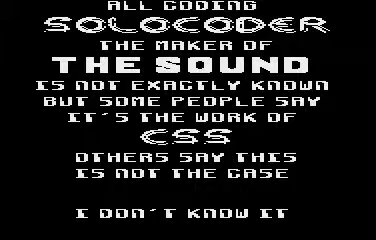 ALL CODING
SOLOCODER
THE MAKER OF
THE SOUND
IS NOT EXACTLY KNOWN
BUT SOME PEOPLE SAY
IT'S THE WORK OF
CSS
OTHERS SAY THIS
IS NOT THE CASE
I DON'T KNOW IT